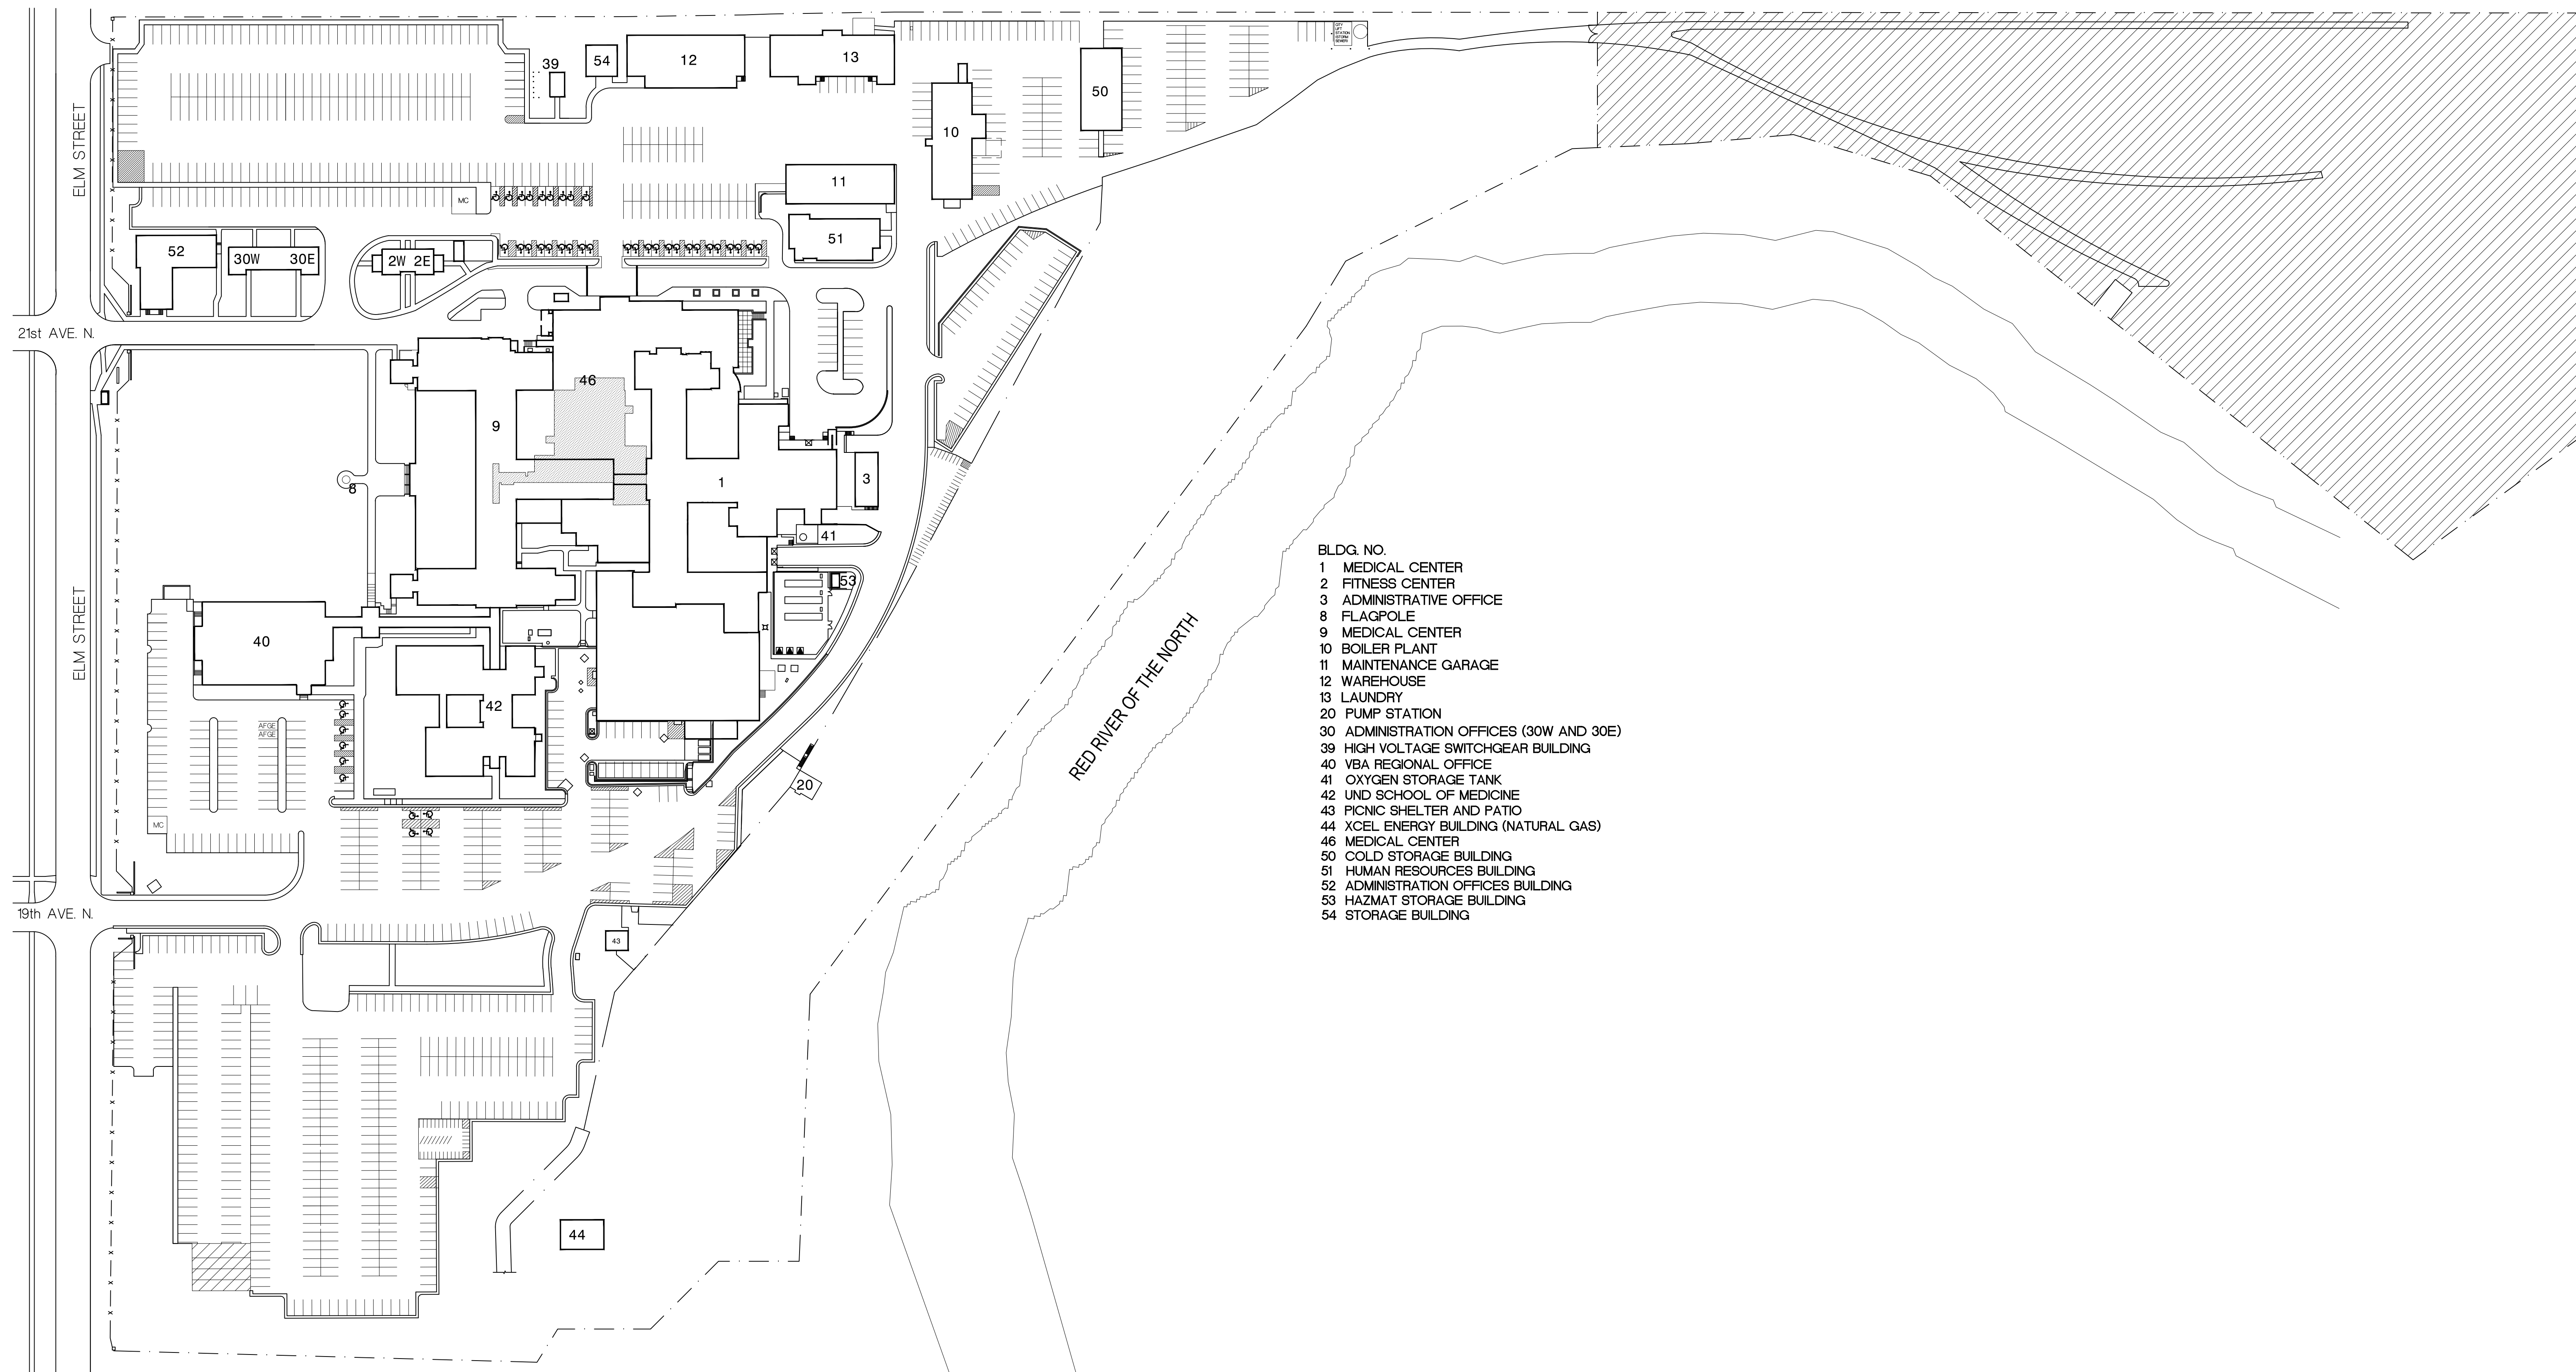 CITY
LIFT
STATION
(STORM
SEWER)
39
54
12
13
50
10
ELM STREET
11
MC
51
52
30W 30E
2W 2E
21st AVE. N.
46
9
8
1
3
41
53
ELM STREET
40
42
AFGE
AFGE
20
MC
19th AVE. N.
43
44
RED RIVER OF THE NORTH
BLDG. NO.
1 MEDICAL CENTER
2 FITNESS CENTER
3 ADMINISTRATIVE OFFICE
8 FLAGPOLE
9 MEDICAL CENTER
10 BOILER PLANT
11 MAINTENANCE GARAGE
12 WAREHOUSE
13 LAUNDRY
20 PUMP STATION
30 ADMINISTRATION OFFICES (30W AND 30E)
39 HIGH VOLTAGE SWITCHGEAR BUILDING
40 VBA REGIONAL OFFICE
41 OXYGEN STORAGE TANK
42 UND SCHOOL OF MEDICINE
43 PICNIC SHELTER AND PATIO
44 XCEL ENERGY BUILDING (NATURAL GAS)
46 MEDICAL CENTER
50 COLD STORAGE BUILDING
51 HUMAN RESOURCES BUILDING
52 ADMINISTRATION OFFICES BUILDING
53 HAZMAT STORAGE BUILDING
54 STORAGE BUILDING